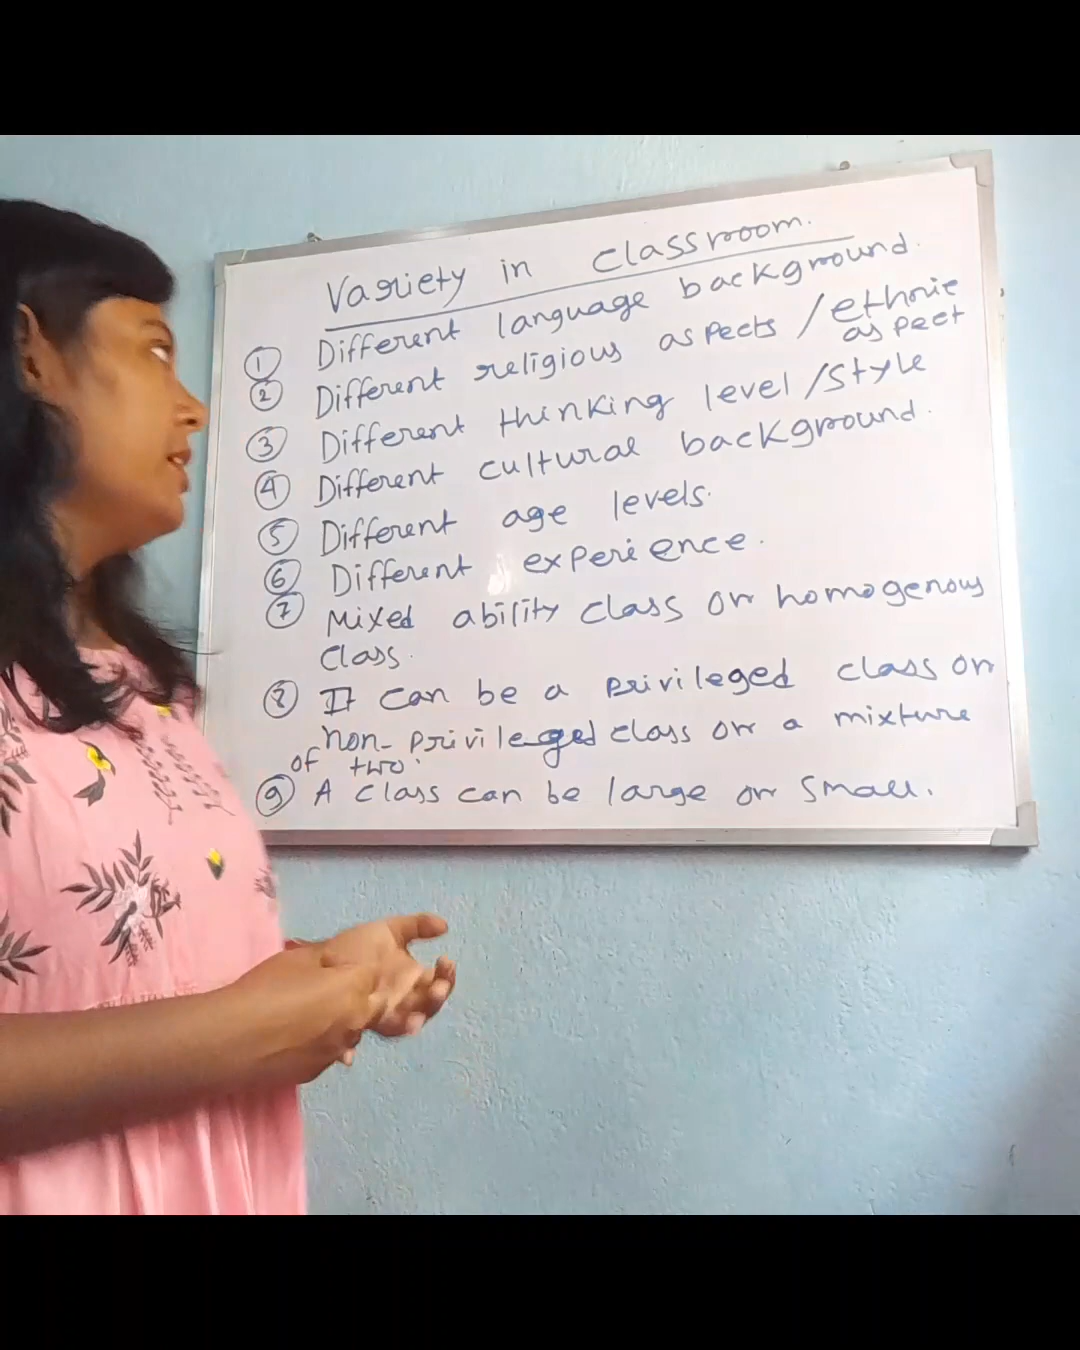 Variety in classroom.
① Different language background.
② Different religious aspects / ethnic aspect
③ Different thinking level / style
④ Different cultural background.
⑤ Different age levels.
⑥ Different experience.
⑦ Mixed ability class or homogenous
class.
⑧ It can be a privileged class or
non-privileged class or a mixture
of two.
⑨ A class can be large or small.